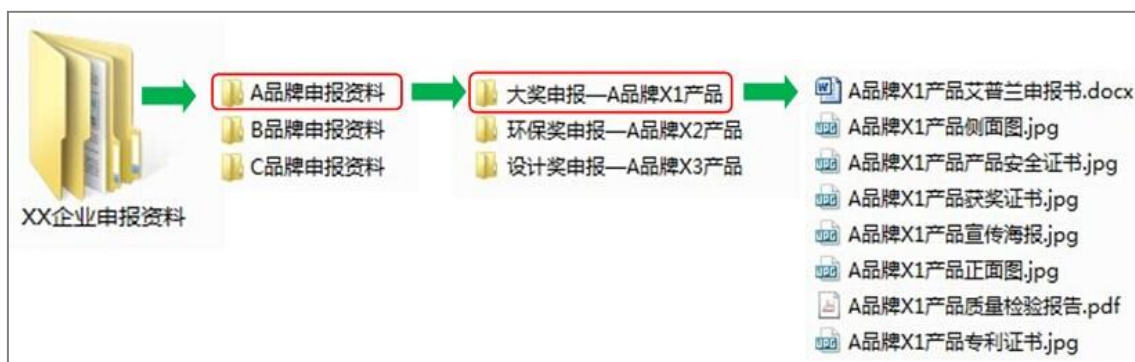 XX企业申报资料
A品牌申报资料
B品牌申报资料
C品牌申报资料
大奖申报—A品牌X1产品
环保奖申报—A品牌X2产品
设计奖申报—A品牌X3产品
A品牌X1产品艾普兰申报书.docx
A品牌X1产品侧面图.jpg
A品牌X1产品产品安全证书.jpg
A品牌X1产品获奖证书.jpg
A品牌X1产品宣传海报.jpg
A品牌X1产品正面图.jpg
A品牌X1产品质量检验报告.pdf
A品牌X1产品专利证书.jpg